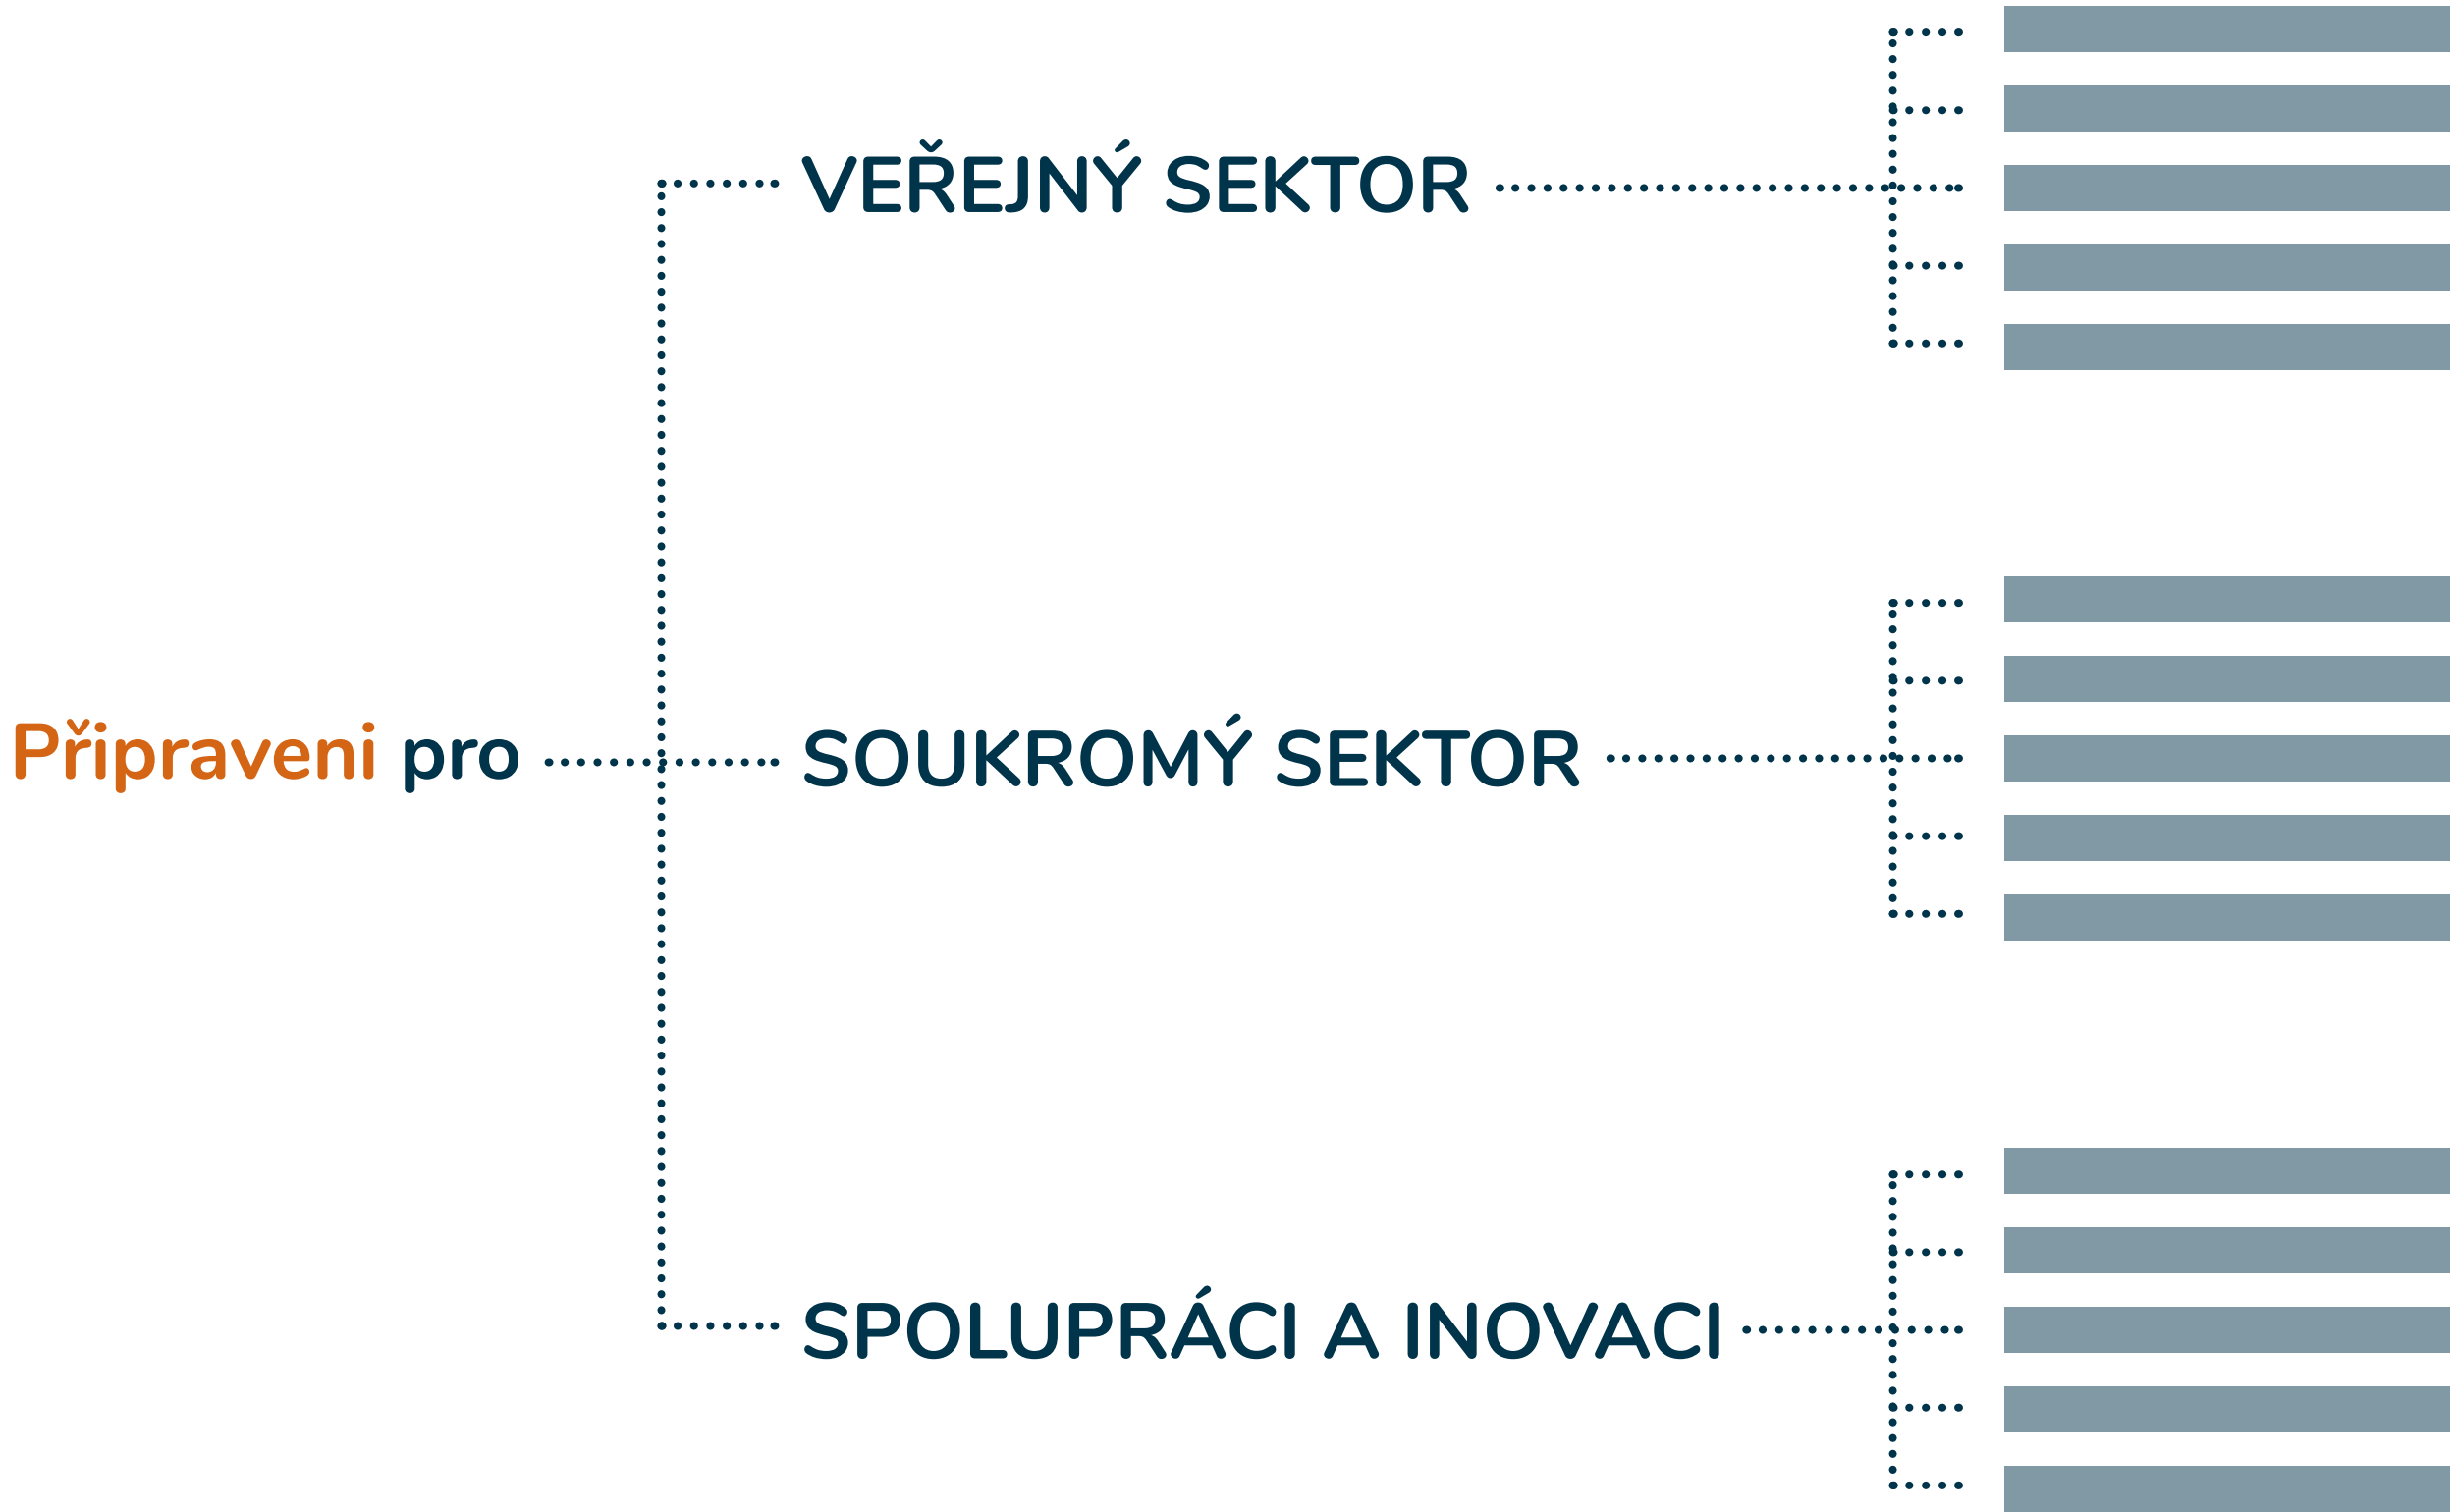 VEŘEJNÝ SEKTOR
Připraveni pro
SOUKROMÝ SEKTOR
SPOLUPRÁCI A INOVACI